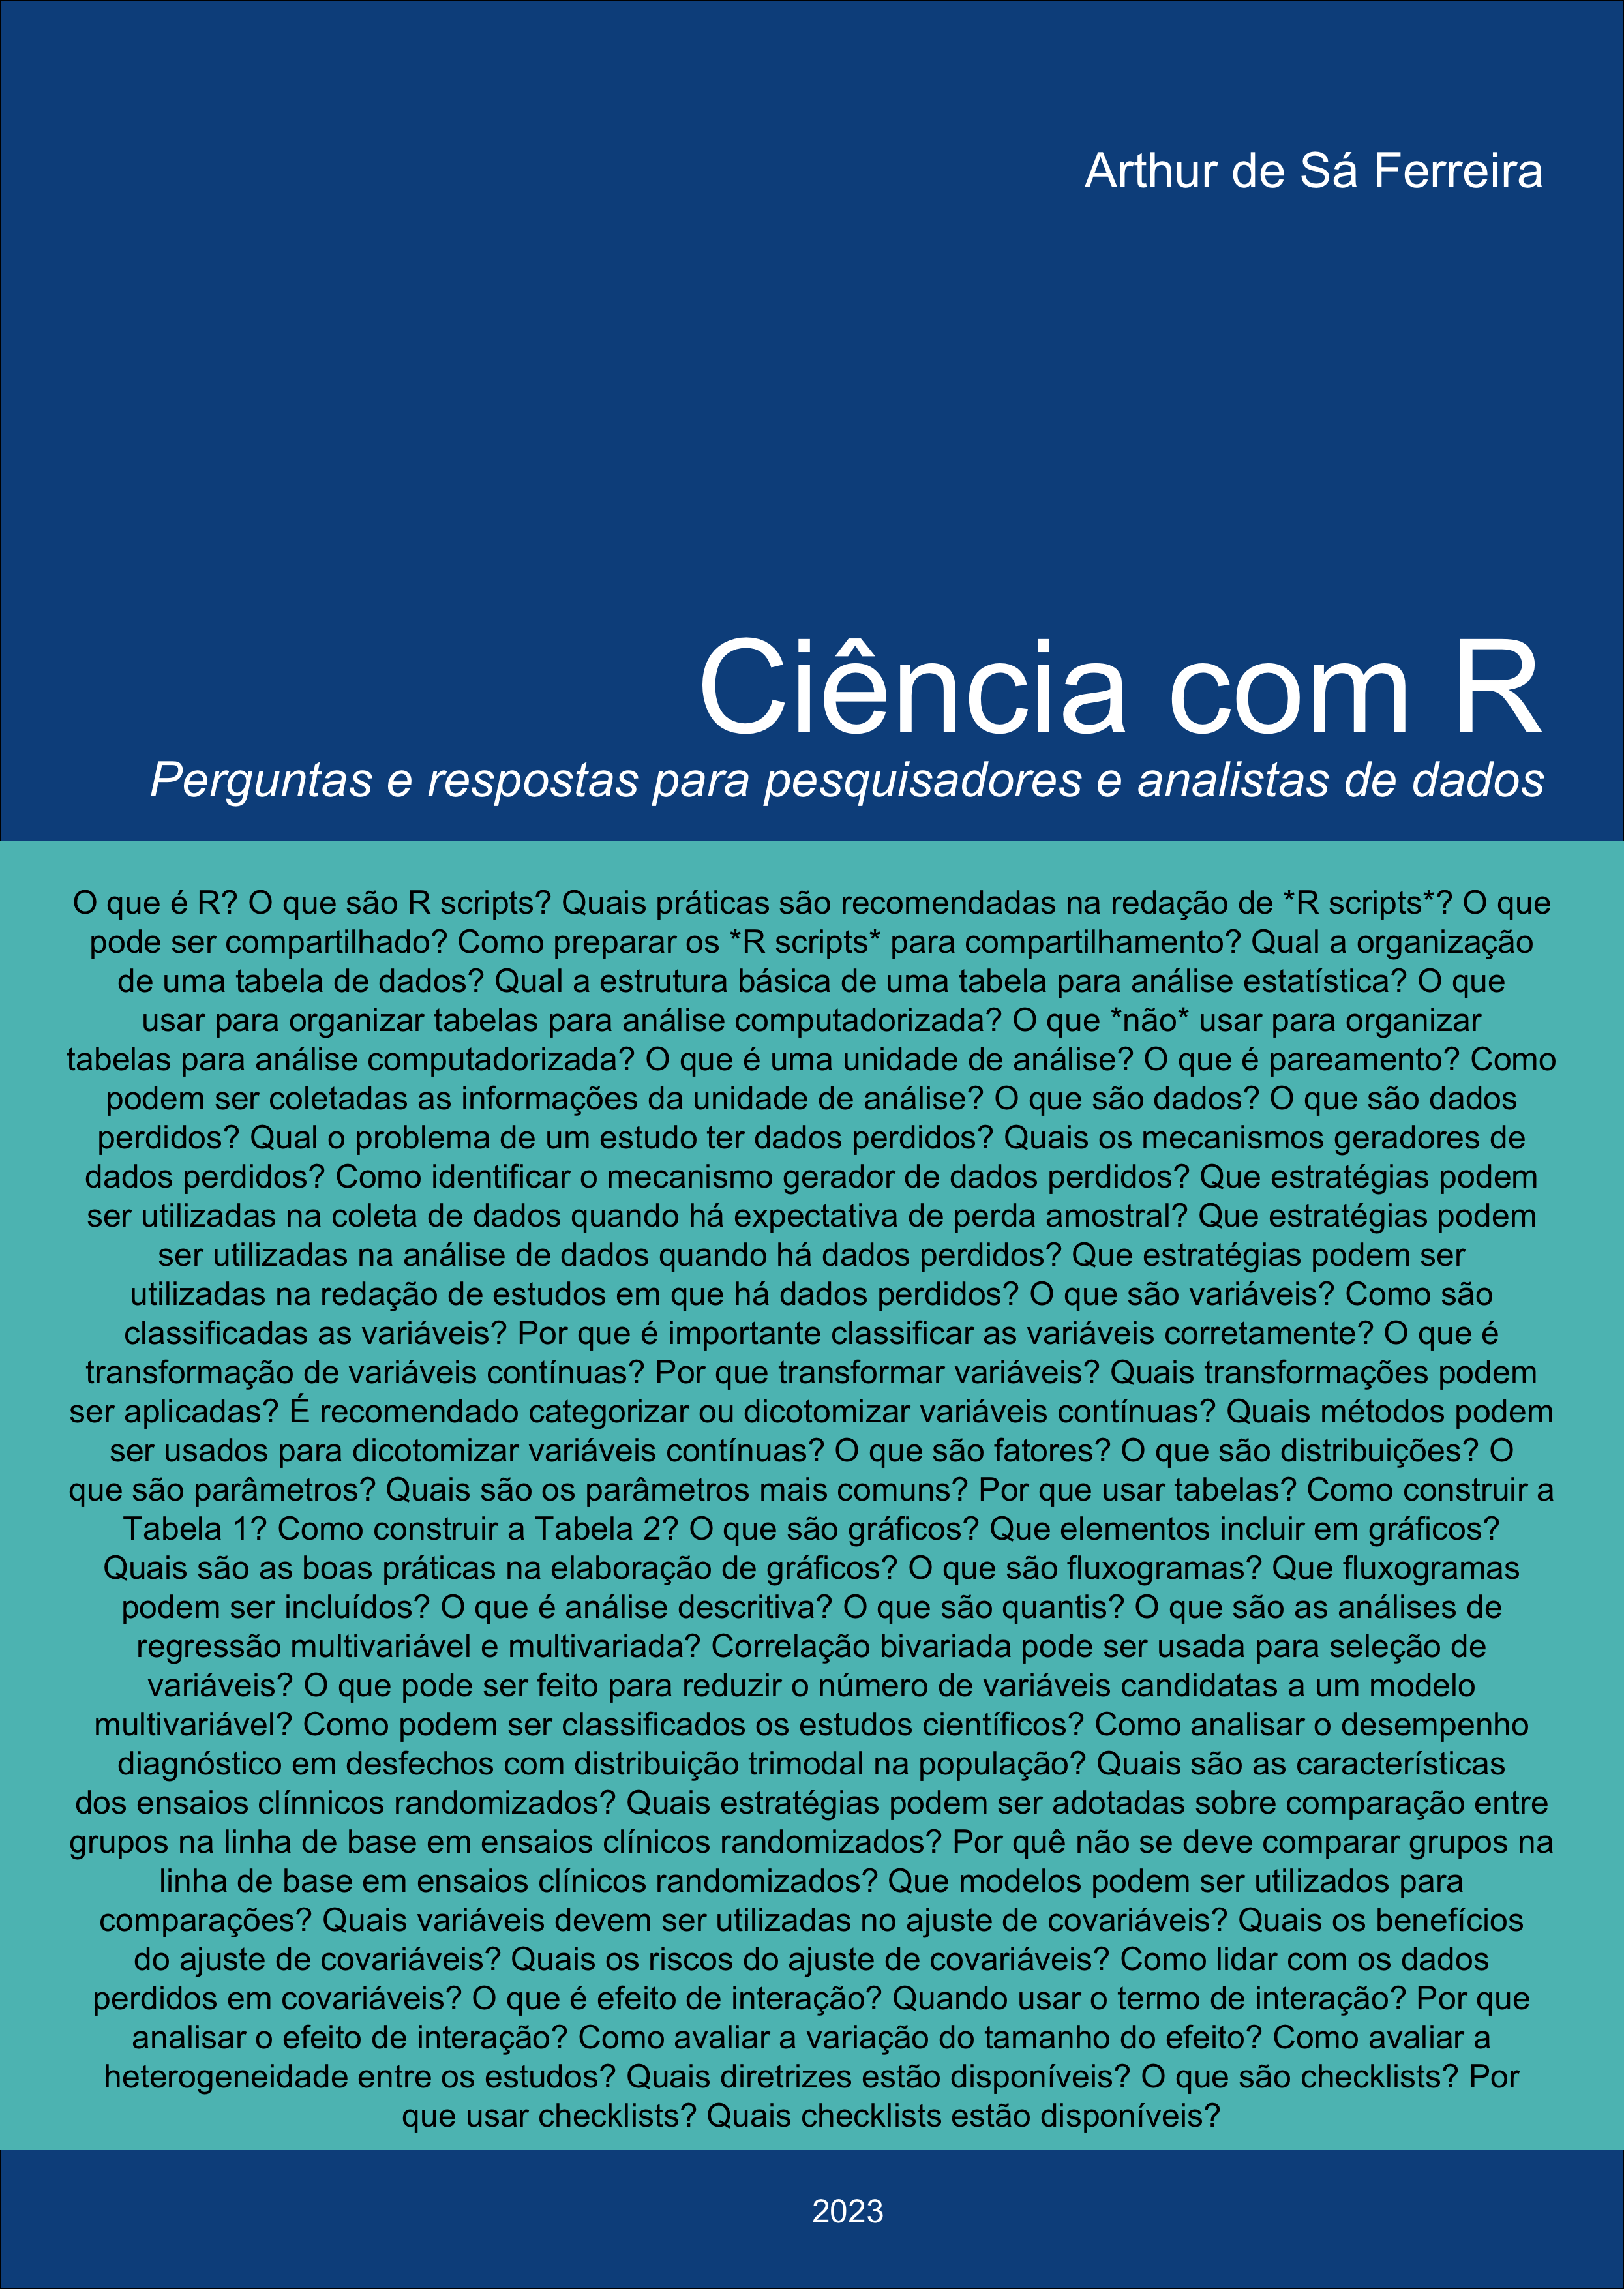 Arthur de Sá Ferreira
Ciência com R
Perguntas e respostas para pesquisadores e analistas de dados
O que é R? O que são R scripts? Quais práticas são recomendadas na redação de *R scripts*? O que
pode ser compartilhado? Como preparar os *R scripts* para compartilhamento? Qual a organização
de uma tabela de dados? Qual a estrutura básica de uma tabela para análise estatística? O que
usar para organizar tabelas para análise computadorizada? O que *não* usar para organizar
tabelas para análise computadorizada? O que é uma unidade de análise? O que é pareamento? Como
podem ser coletadas as informações da unidade de análise? O que são dados? O que são dados
perdidos? Qual o problema de um estudo ter dados perdidos? Quais os mecanismos geradores de
dados perdidos? Como identificar o mecanismo gerador de dados perdidos? Que estratégias podem
ser utilizadas na coleta de dados quando há expectativa de perda amostral? Que estratégias podem
ser utilizadas na análise de dados quando há dados perdidos? Que estratégias podem ser
utilizadas na redação de estudos em que há dados perdidos? O que são variáveis? Como são
classificadas as variáveis? Por que é importante classificar as variáveis corretamente? O que é
transformação de variáveis contínuas? Por que transformar variáveis? Quais transformações podem
ser aplicadas? É recomendado categorizar ou dicotomizar variáveis contínuas? Quais métodos podem
ser usados para dicotomizar variáveis contínuas? O que são fatores? O que são distribuições? O
que são parâmetros? Quais são os parâmetros mais comuns? Por que usar tabelas? Como construir a
Tabela 1? Como construir a Tabela 2? O que são gráficos? Que elementos incluir em gráficos?
Quais são as boas práticas na elaboração de gráficos? O que são fluxogramas? Que fluxogramas
podem ser incluídos? O que é análise descritiva? O que são quantis? O que são as análises de
regressão multivariável e multivariada? Correlação bivariada pode ser usada para seleção de
variáveis? O que pode ser feito para reduzir o número de variáveis candidatas a um modelo
multivariável? Como podem ser classificados os estudos científicos? Como analisar o desempenho
diagnóstico em desfechos com distribuição trimodal na população? Quais são as características
dos ensaios clínnicos randomizados? Quais estratégias podem ser adotadas sobre comparação entre
grupos na linha de base em ensaios clínicos randomizados? Por quê não se deve comparar grupos na
linha de base em ensaios clínicos randomizados? Que modelos podem ser utilizados para
comparações? Quais variáveis devem ser utilizadas no ajuste de covariáveis? Quais os benefícios
do ajuste de covariáveis? Quais os riscos do ajuste de covariáveis? Como lidar com os dados
perdidos em covariáveis? O que é efeito de interação? Quando usar o termo de interação? Por que
analisar o efeito de interação? Como avaliar a variação do tamanho do efeito? Como avaliar a
heterogeneidade entre os estudos? Quais diretrizes estão disponíveis? O que são checklists? Por
que usar checklists? Quais checklists estão disponíveis?
2023